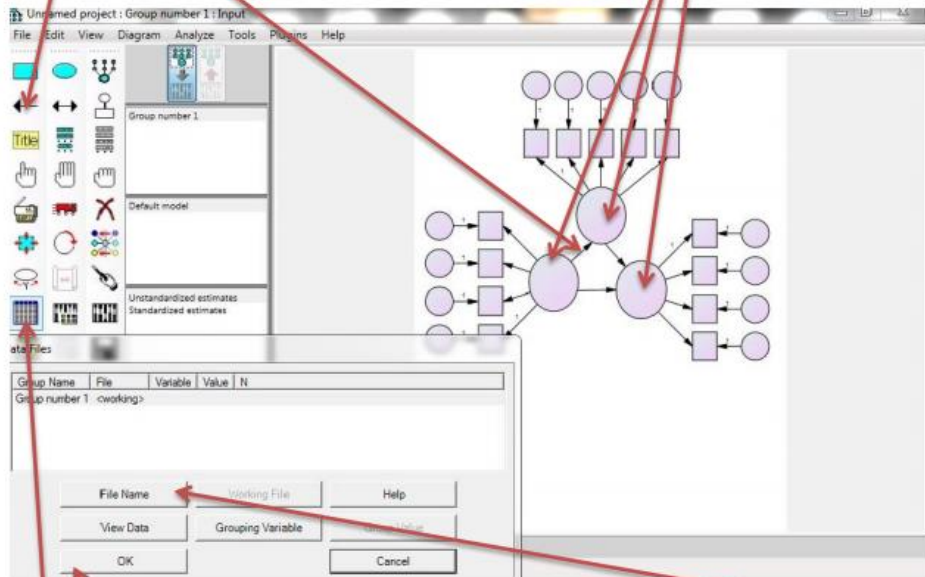 Unnamed project : Group number 1 : Input
File Edit View Diagram Analyze Tools Plugins Help
Group number 1
Title
Default model
Unstandardized estimates
Standardized estimates
Data Files
Group Name File Variable Value N
Group number 1 <working>
File Name Working File Help
View Data Grouping Variable
OK Cancel